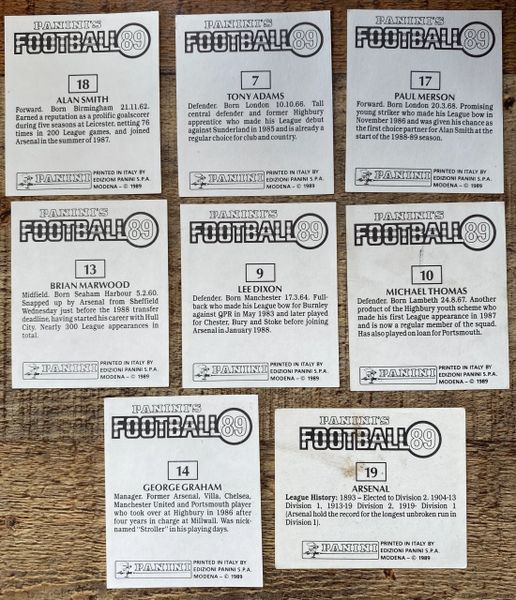 PANINI'S
FOOTBALL 89
18
ALAN SMITH
Forward. Born Birmingham 21.11.62.
Earned a reputation as a prolific goalscorer
during five seasons at Leicester, netting 76
times in 200 League games, and joined
Arsenal in the summer of 1987.
PANINI
PRINTED IN ITALY BY
EDIZIONI PANINI S.P.A.
MODENA - © 1989
PANINI'S
FOOTBALL 89
7
TONY ADAMS
Defender. Born London 10.10.66. Tall
central defender and former Highbury
apprentice who made his League debut
against Sunderland in 1983 and is already a
regular choice for club and country.
PANINI
PRINTED IN ITALY BY
EDIZIONI PANINI S.P.A.
MODENA - © 1989
PANINI'S
FOOTBALL 89
17
PAUL MERSON
Forward. Born London 20.3.68. Promising
young striker who made his League bow in
November 1986 and was given his chance as
the first choice partner for Alan Smith at the
start of the 1988-89 season.
PANINI
PRINTED IN ITALY BY
EDIZIONI PANINI S.P.A.
MODENA - © 1989
PANINI'S
FOOTBALL 89
13
BRIAN MARWOOD
Midfield. Born Seaham Harbour 5.2.60.
Snapped up by Arsenal from Sheffield
Wednesday just before the 1988 transfer
deadline, having started his career with Hull
City. Nearly 300 League appearances in
total.
PANINI
PRINTED IN ITALY BY
EDIZIONI PANINI S.P.A.
MODENA - © 1989
PANINI'S
FOOTBALL 89
9
LEE DIXON
Defender. Born Manchester 17.3.64. Full-
back who made his League bow for Burnley
against QPR in May 1983 and later played
for Chester, Bury and Stoke before joining
Arsenal in January 1988.
PANINI
PRINTED IN ITALY BY
EDIZIONI PANINI S.P.A.
MODENA - © 1989
PANINI'S
FOOTBALL 89
10
MICHAEL THOMAS
Defender. Born Lambeth 24.8.67. Another
product of the Highbury youth scheme who
made his first League appearance in 1987
and is now a regular member of the squad.
Has also played on loan for Portsmouth.
PANINI
PRINTED IN ITALY BY
EDIZIONI PANINI S.P.A.
MODENA - © 1989
PANINI'S
FOOTBALL 89
14
GEORGE GRAHAM
Manager. Former Arsenal, Villa, Chelsea,
Manchester United and Portsmouth player
who took over at Highbury in 1986 after
four years in charge at Millwall. Was nick-
named "Stroller" in his playing days.
PANINI
PRINTED IN ITALY BY
EDIZIONI PANINI S.P.A.
MODENA - © 1989
PANINI'S
FOOTBALL 89
19
ARSENAL
League History: 1893 – Elected to Division 2. 1904-13
Division 1, 1913-19 Division 2, 1919- Division 1
(Arsenal hold the record for the longest unbroken run in
Division 1).
PANINI
PRINTED IN ITALY BY
EDIZIONI PANINI S.P.A.
MODENA - © 1989